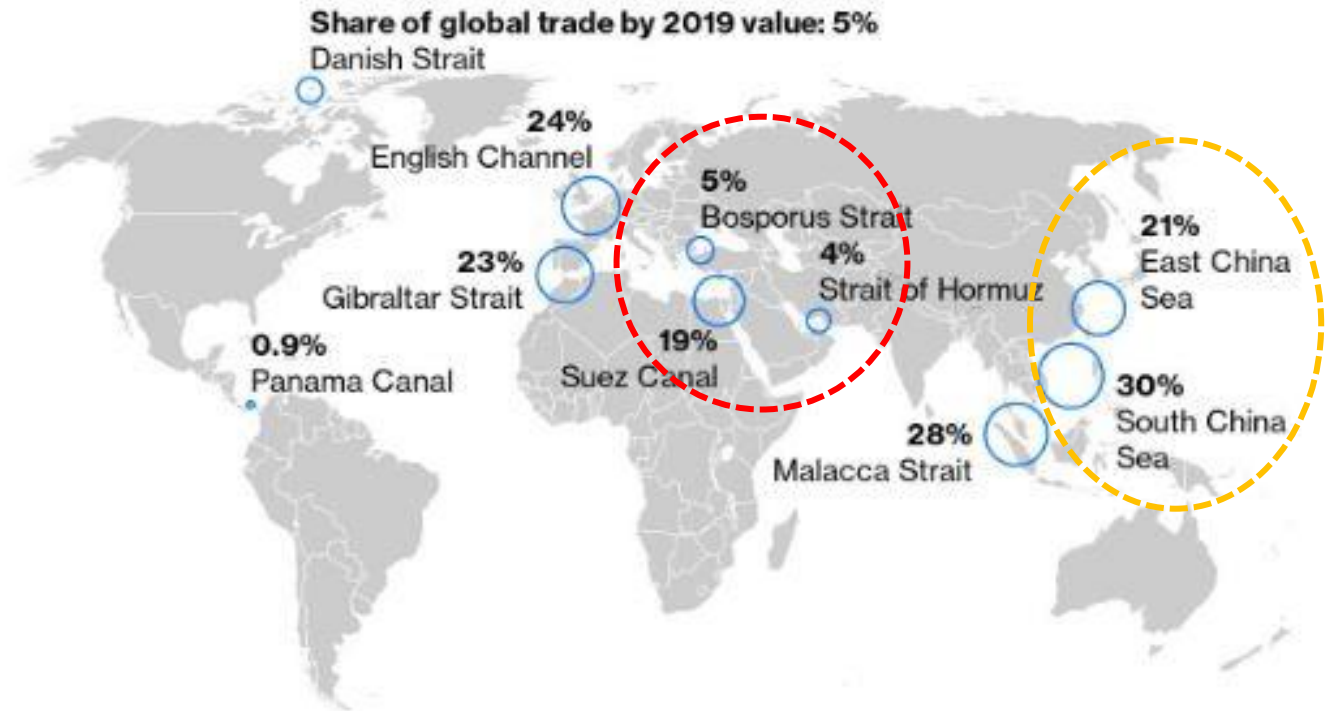 Share of global trade by 2019 value: 5%
Danish Strait
24%
English Channel
5%
Bosporus Strait
4%
Strait of Hormuz
21%
East China
Sea
23%
Gibraltar Strait
19%
Suez Canal
0.9%
Panama Canal
30%
South China
Sea
28%
Malacca Strait